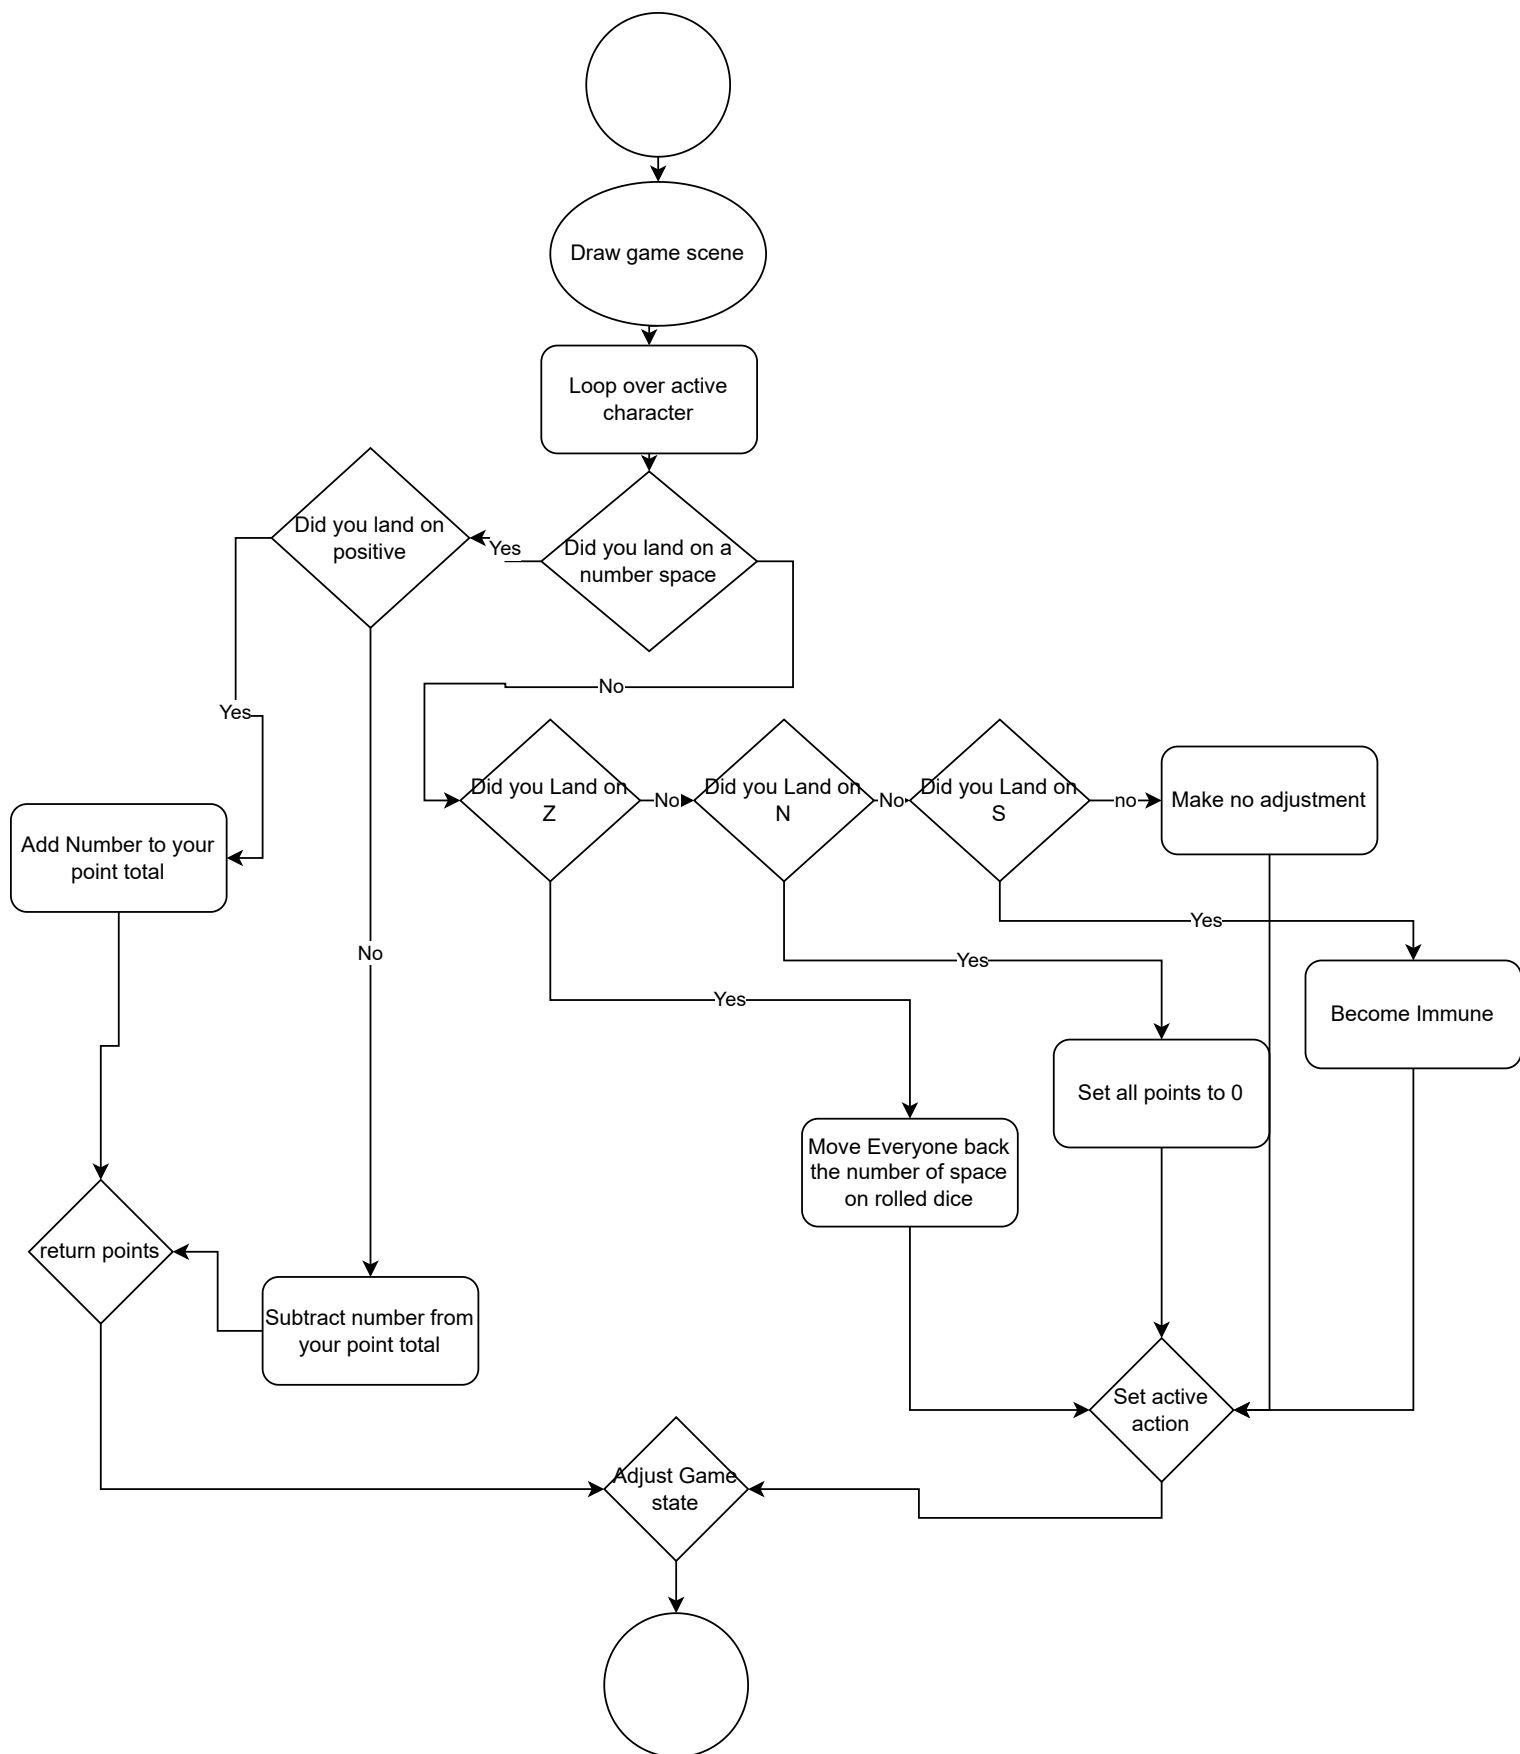 Draw game scene
Loop over active
character
Did you land on
positive
Yes
Did you land on a
number space
No
Yes
Did you Land on
Z
No
Did you Land on
N
No
Did you Land on
S
no
Make no adjustment
Add Number to your
point total
No
Yes
Yes
Yes
Become Immune
Set all points to 0
Move Everyone back
the number of space
on rolled dice
return points
Subtract number from
your point total
Set active
action
Adjust Game
state